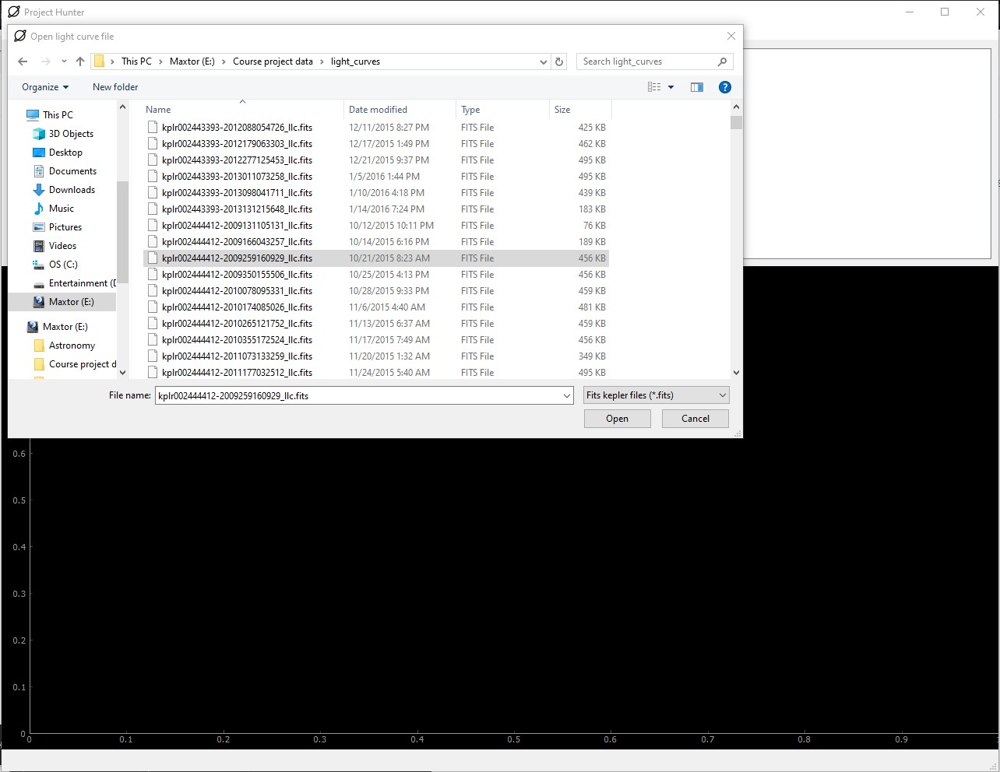 Project Hunter
Open light curve file
This PC > Maxtor (E:) > Course project data > light_curves
Search light_curves
Organize
New folder
?
This PC
3D Objects
Desktop
Documents
Downloads
Music
Pictures
Videos
OS (C:)
Entertainment (D
Maxtor (E:)
Maxtor (E:)
Astronomy
Course project d
Name Date modified Type Size
kplr002443393-2012088054726_llc.fits 12/11/2015 8:27 PM FITS File 425 KB
kplr002443393-2012179063303_llc.fits 12/17/2015 1:49 PM FITS File 462 KB
kplr002443393-2012277125453_llc.fits 12/21/2015 9:37 PM FITS File 495 KB
kplr002443393-2013011073258_llc.fits 1/5/2016 1:44 PM FITS File 495 KB
kplr002443393-2013098041711_llc.fits 1/10/2016 4:18 PM FITS File 439 KB
kplr002443393-2013131215648_llc.fits 1/14/2016 7:24 PM FITS File 183 KB
kplr002444412-2009131105131_llc.fits 10/12/2015 10:11 PM FITS File 76 KB
kplr002444412-2009166043257_llc.fits 10/14/2015 6:16 PM FITS File 189 KB
kplr002444412-2009259160929_llc.fits 10/21/2015 8:23 AM FITS File 456 KB
kplr002444412-2009350155506_llc.fits 10/25/2015 4:13 PM FITS File 456 KB
kplr002444412-2010078095331_llc.fits 10/28/2015 9:33 PM FITS File 459 KB
kplr002444412-2010174085026_llc.fits 11/6/2015 4:40 AM FITS File 481 KB
kplr002444412-2010265121752_llc.fits 11/13/2015 6:37 AM FITS File 459 KB
kplr002444412-2010355172524_llc.fits 11/17/2015 7:49 AM FITS File 456 KB
kplr002444412-2011073133259_llc.fits 11/20/2015 1:32 AM FITS File 349 KB
kplr002444412-2011177032512_llc.fits 11/24/2015 5:40 AM FITS File 495 KB
File name: kplr002444412-2009259160929_llc.fits
Fits kepler files (*.fits)
Open
Cancel
0.6
0.5
0.4
0.3
0.2
0.1
0
0 0.1 0.2 0.3 0.4 0.5 0.6 0.7 0.8 0.9